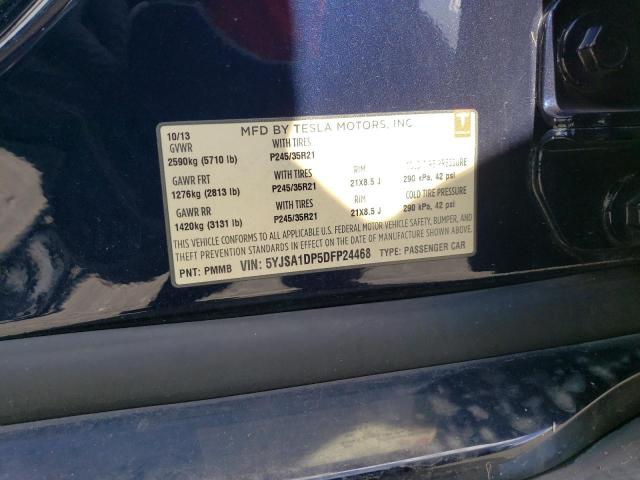 10/13 MFD BY TESLA MOTORS, INC.
GVWR WITH TIRES
2590kg (5710 lb) P245/35R21
GAWR FRT WITH TIRES RIM COLD TIRE PRESSURE
1276kg (2813 lb) P245/35R21 21X8.5 J 290 kPa, 42 psi
GAWR RR WITH TIRES RIM COLD TIRE PRESSURE
1420kg (3131 lb) P245/35R21 21X8.5 J 290 kPa, 42 psi
THIS VEHICLE CONFORMS TO ALL APPLICABLE U.S. FEDERAL MOTOR VEHICLE SAFETY, BUMPER, AND
THEFT PREVENTION STANDARDS IN EFFECT ON THE DATE OF MANUFACTURE SHOWN ABOVE.
PNT: PMMB VIN: 5YJSA1DP5DFP24468 TYPE: PASSENGER CAR